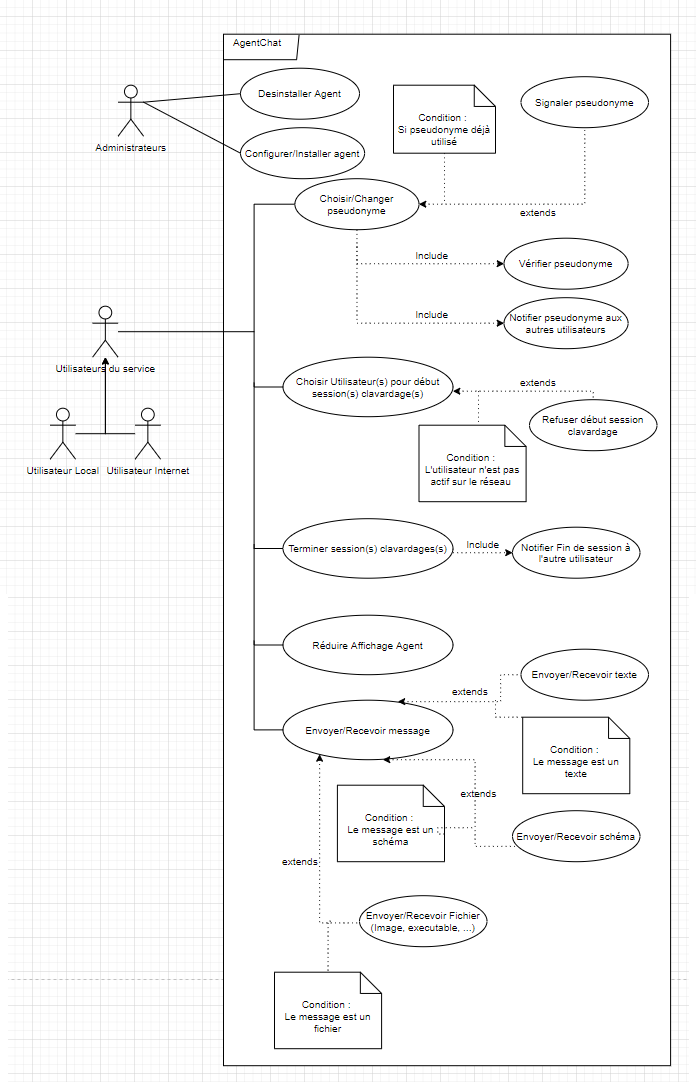 AgentChat
Desinstaller Agent
Administrateurs
Configurer/Installer agent
Condition :
Si pseudonyme déjà
utilisé
Signaler pseudonyme
Choisir/Changer
pseudonyme
extends
Include
Vérifier pseudonyme
Include
Notifier pseudonyme aux
autres utilisateurs
Utilisateurs du service
Utilisateur Local
Utilisateur Internet
Choisir Utilisateur(s) pour début
session(s) clavardage(s)
extends
Refuser début session
clavardage
Condition :
L'utilisateur n'est pas
actif sur le réseau
Terminer session(s) clavardages(s)
Include
Notifier Fin de session à
l'autre utilisateur
Réduire Affichage Agent
Envoyer/Recevoir texte
extends
Envoyer/Recevoir message
Condition :
Le message est un
texte
extends
Condition :
Le message est un
schéma
Envoyer/Recevoir schéma
extends
Envoyer/Recevoir Fichier
(Image, executable, ...)
Condition :
Le message est un
fichier